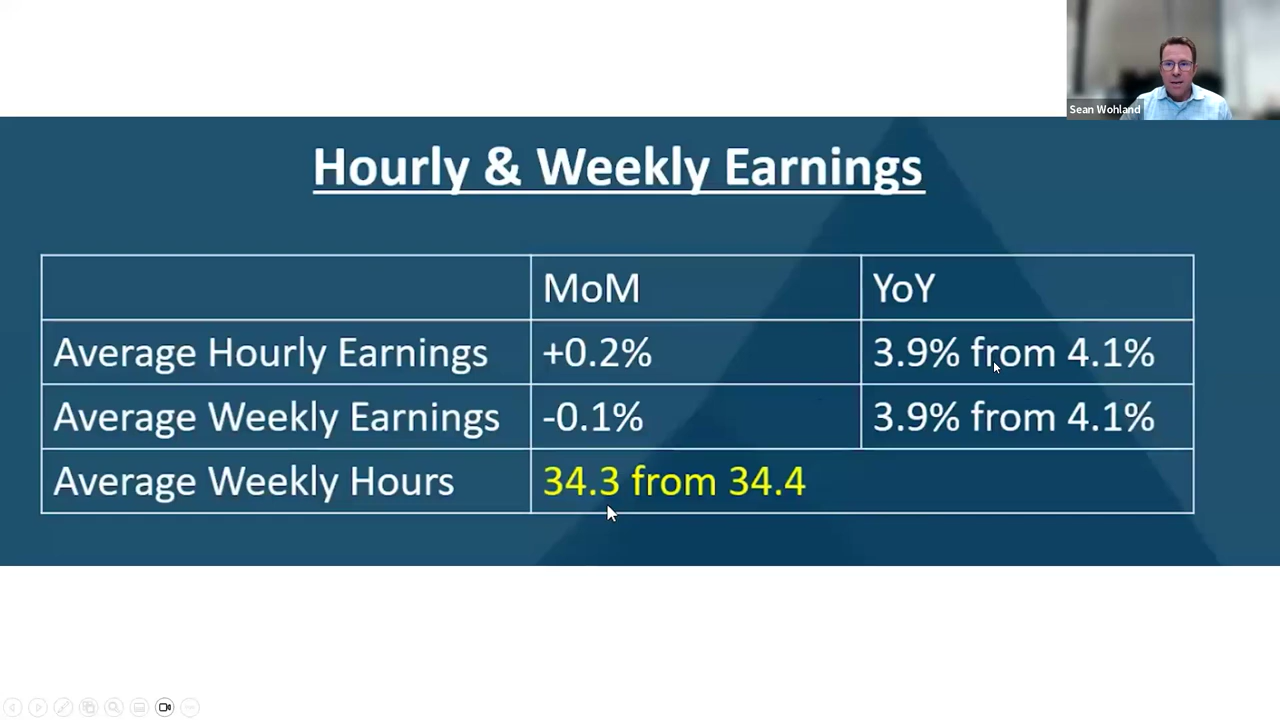 Sean Wohland
Hourly & Weekly Earnings
MoM YoY
Average Hourly Earnings +0.2% 3.9% from 4.1%
Average Weekly Earnings -0.1% 3.9% from 4.1%
Average Weekly Hours 34.3 from 34.4